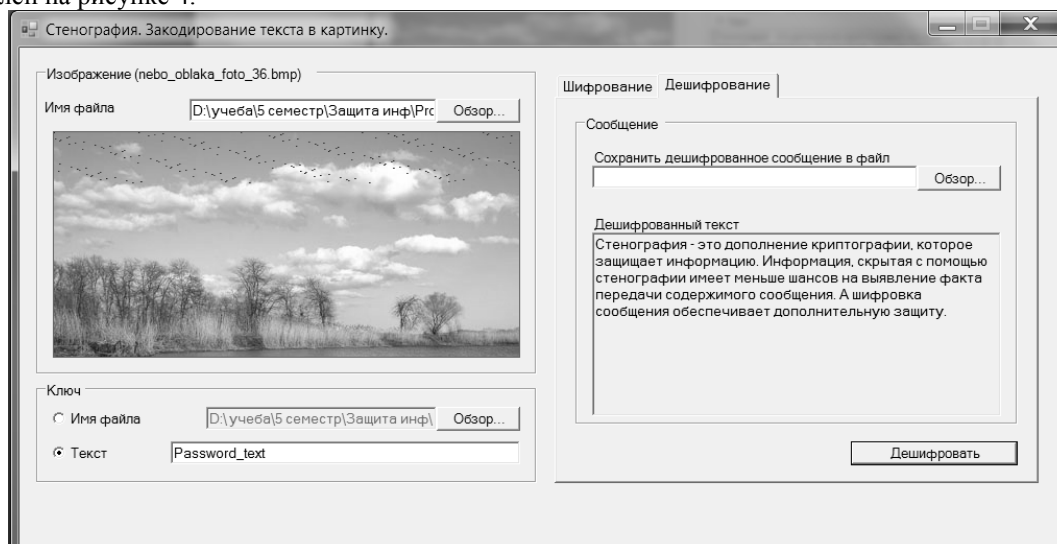 лен на рисунке 4.
Стенография. Закодирование текста в картинку.
Изображение (nebo_oblaka_foto_36.bmp)
Имя файла D:\учеба\5 семестр\Защита инф\Prc Обзор...
Ключ
Имя файла D:\учеба\5 семестр\Защита инф\ Обзор...
Текст Password_text
Шифрование Дешифрование
Сообщение
Сохранить дешифрованное сообщение в файл
Обзор...
Дешифрованный текст
Стенография - это дополнение криптографии, которое
защищает информацию. Информация, скрытая с помощью
стенографии имеет меньше шансов на выявление факта
передачи содержимого сообщения. А шифровка
сообщения обеспечивает дополнительную защиту.
Дешифровать